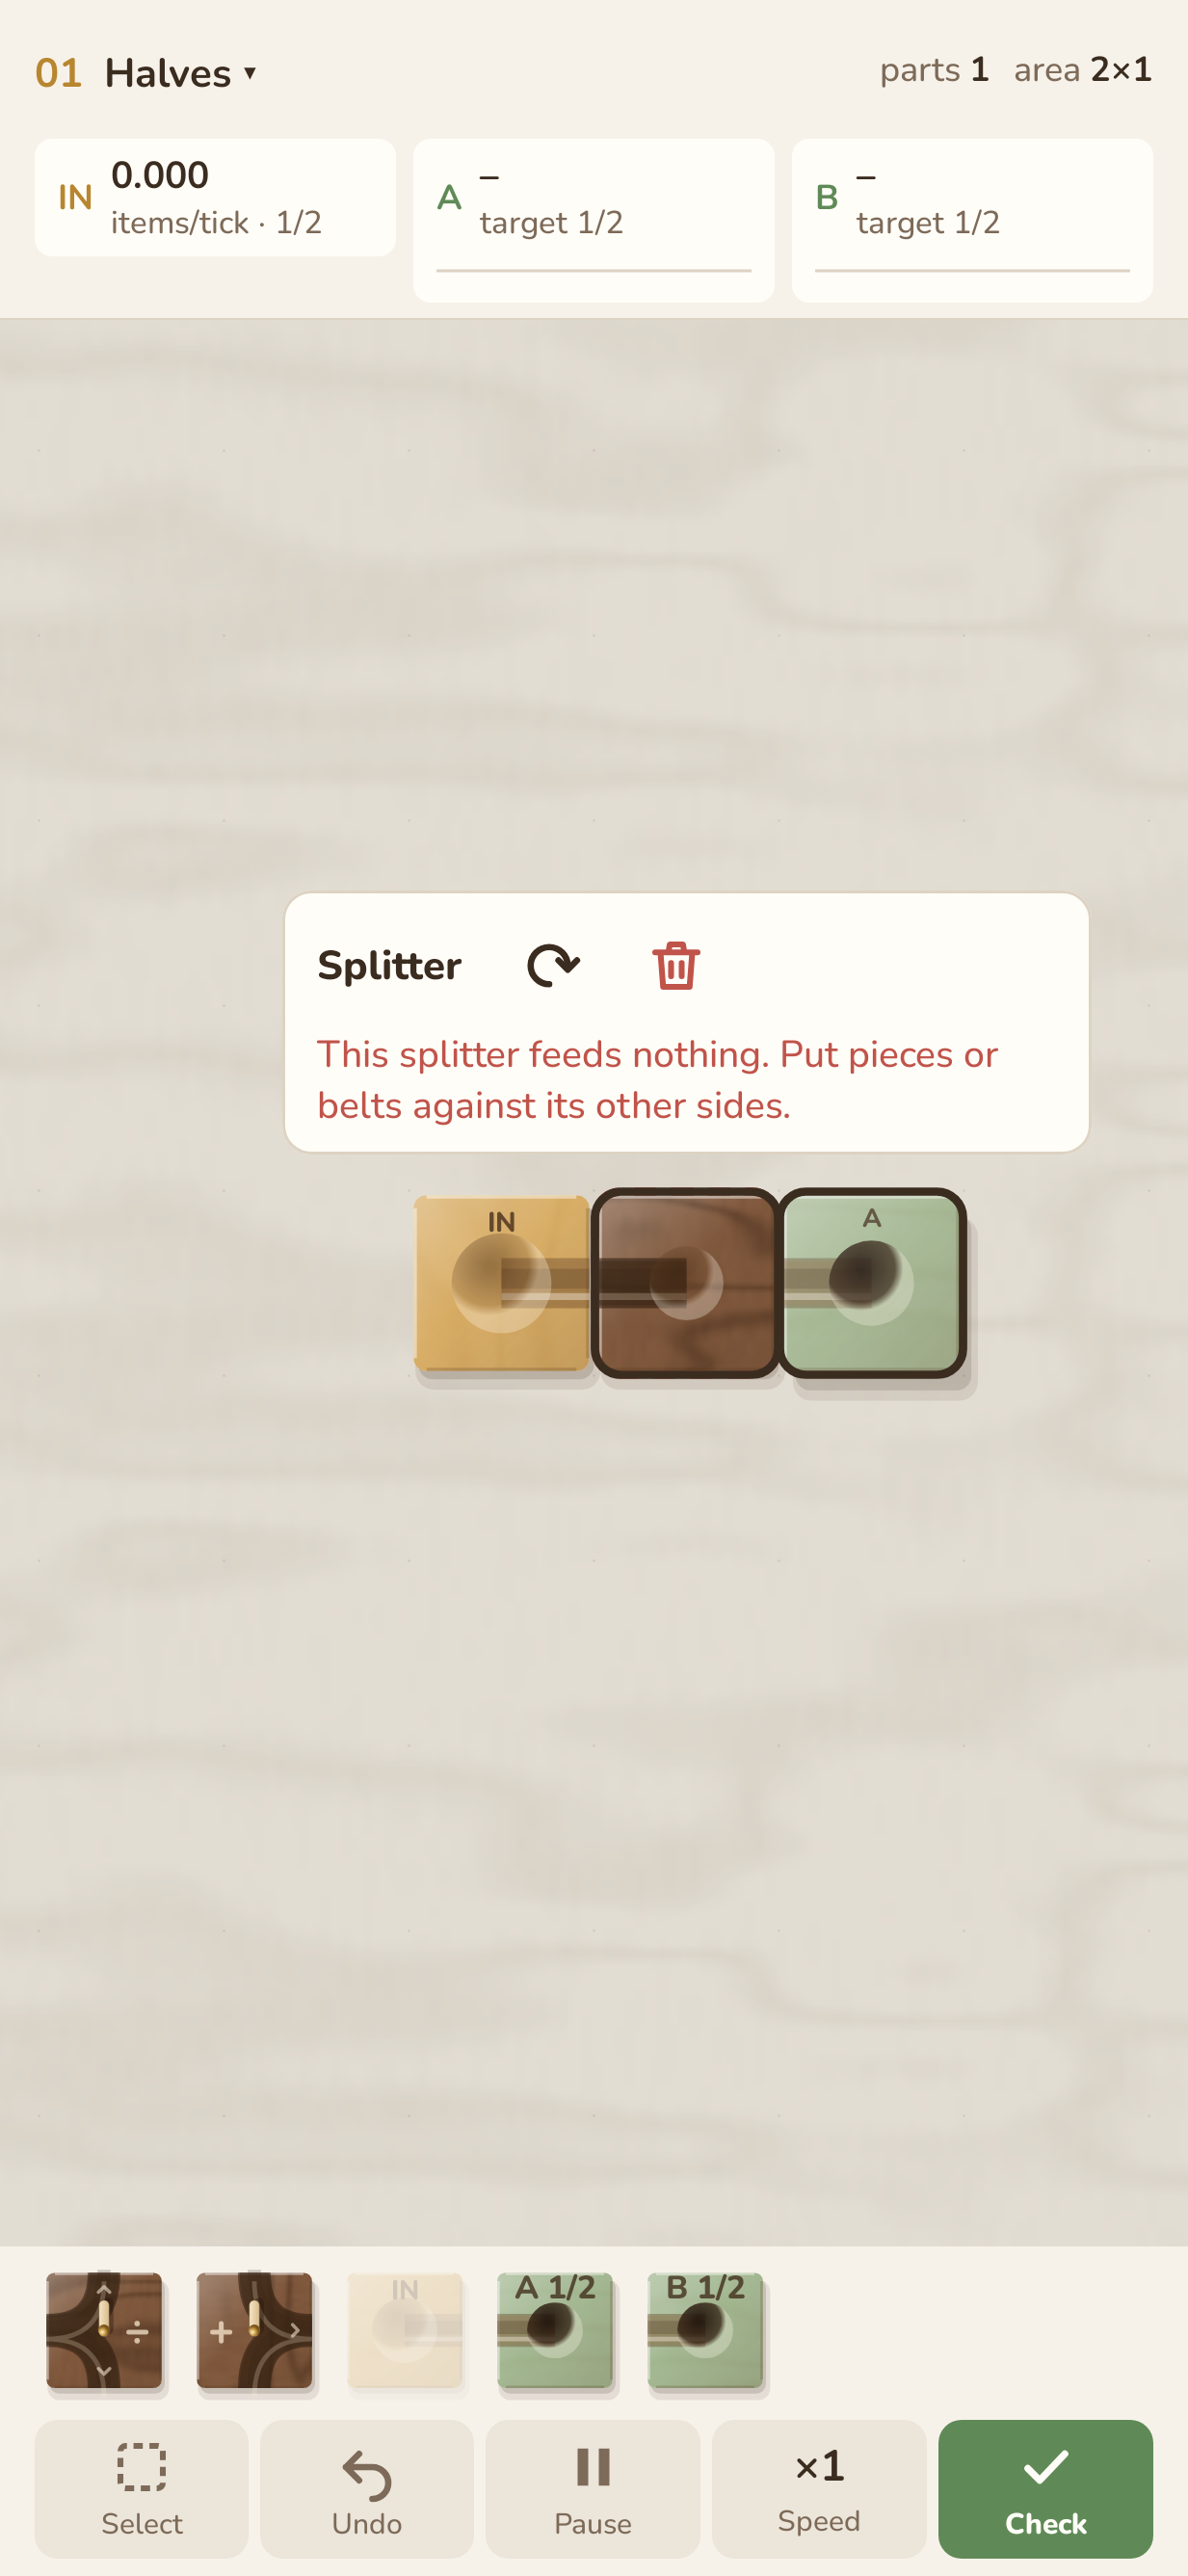 01 Halves ▾
parts 1 area 2×1
IN 0.000
items/tick · 1/2
A –
target 1/2
B –
target 1/2
Splitter
This splitter feeds nothing. Put pieces or
belts against its other sides.
IN
A
÷
+
IN
A 1/2
B 1/2
Select
Undo
Pause
×1
Speed
Check